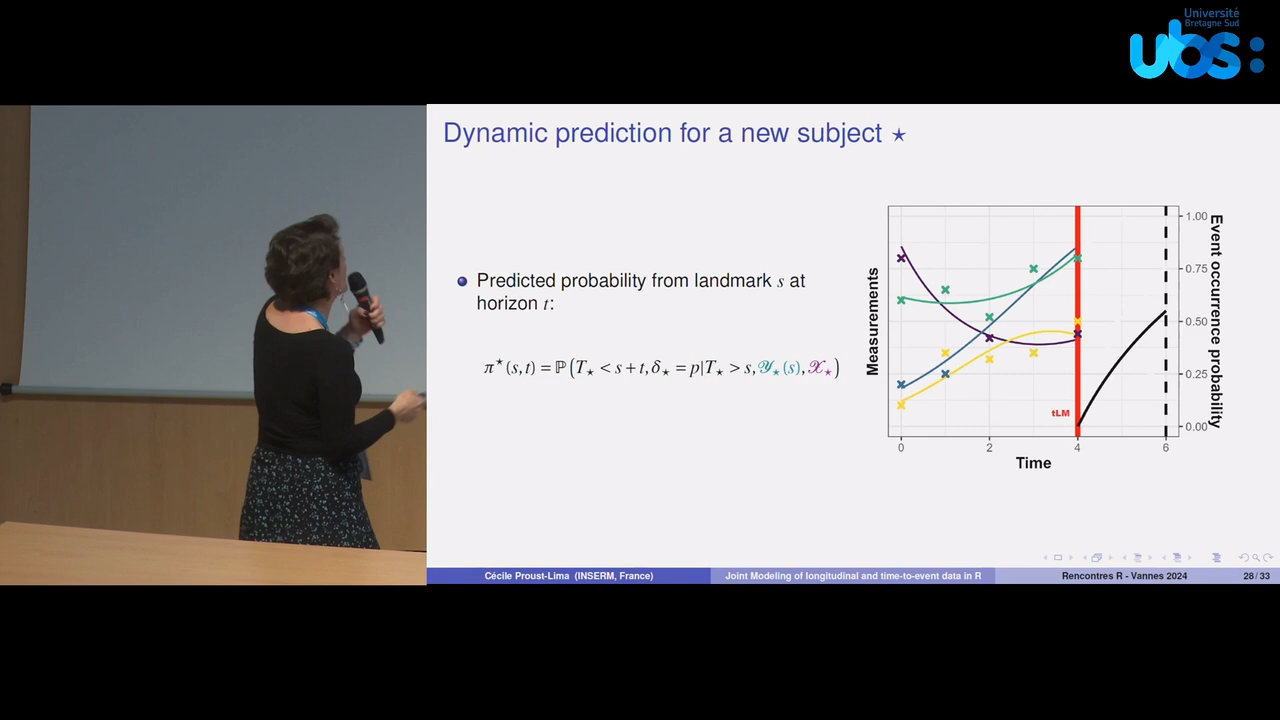 Université
Bretagne Sud
ubs:
Dynamic prediction for a new subject ⋆
Predicted probability from landmark s at
horizon t:
π⋆(s,t) = ℙ(T⋆ < s+t, δ⋆ = p|T⋆ > s, 𝒴⋆(s), 𝒳⋆)
Measurements
Event occurrence probability
1.00
0.75
0.50
0.25
0.00
tLM
0 2 4 6
Time
Cécile Proust-Lima (INSERM, France) Joint Modeling of longitudinal and time-to-event data in R Rencontres R - Vannes 2024 28 / 33